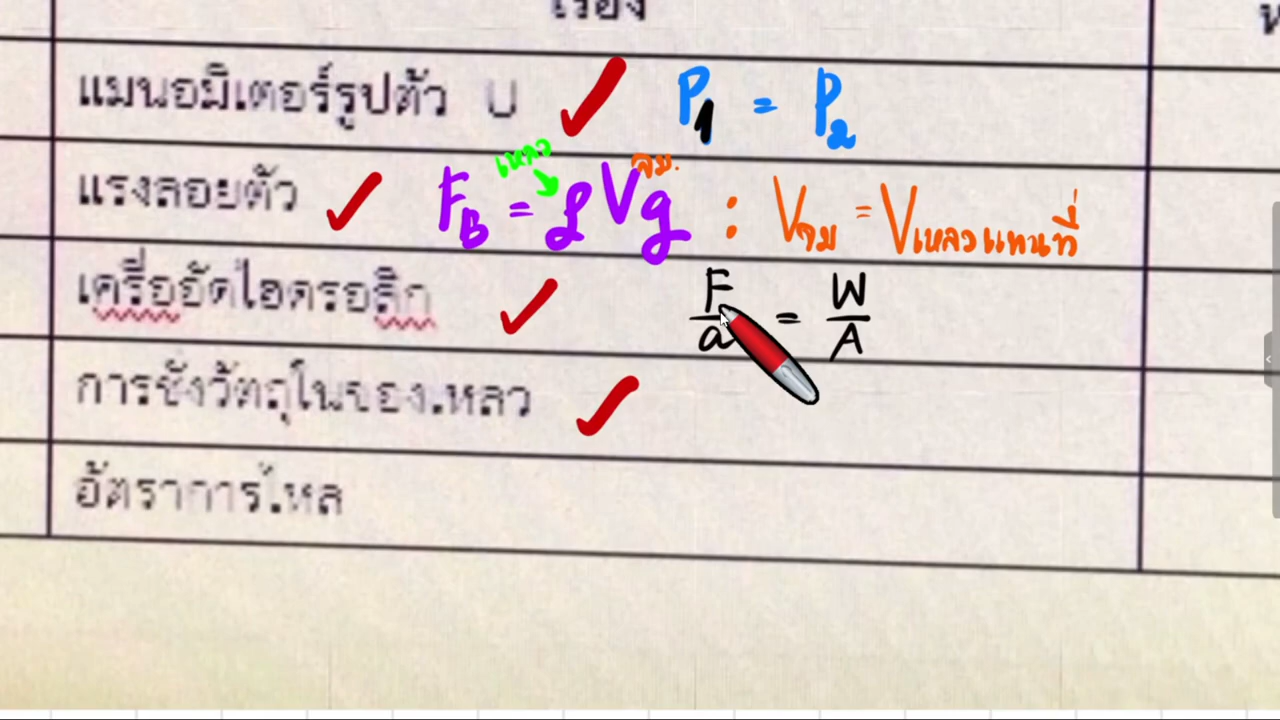 เรื่อง
แมนอมิเตอร์รูปตัว U P1 = P2
แรงลอยตัว FB = ρVg : Vจม = Vเหลวแทนที่
เหลว จม.
เครื่ออัดไฮดรอลิก F/a = W/A
การชั่งวัตถุในของ.หลว
อัตราการไหล